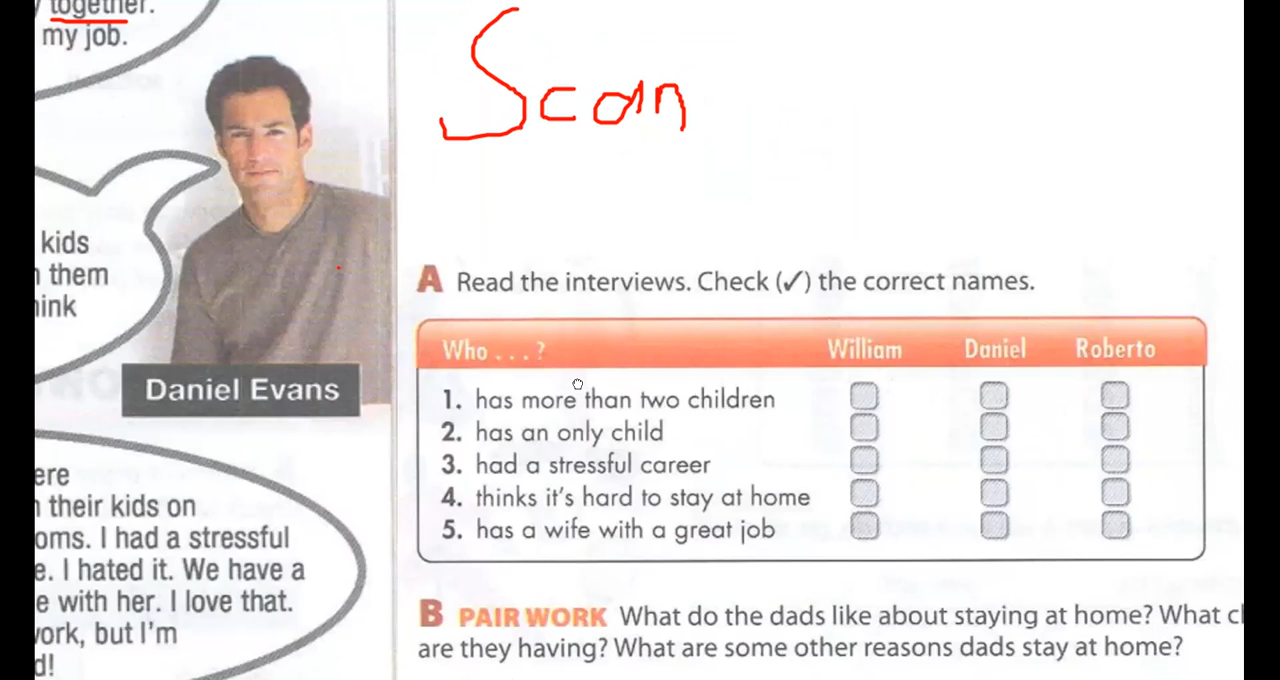 together.
my job.
Scan
kids
them
Daniel Evans
A Read the interviews. Check (✓) the correct names.
Who . . . ? William Daniel Roberto
1. has more than two children
2. has an only child
3. had a stressful career
4. thinks it's hard to stay at home
5. has a wife with a great job
their kids on
I had a stressful
I hated it. We have a
with her. I love that.
but I'm
B PAIR WORK What do the dads like about staying at home? What
are they having? What are some other reasons dads stay at home?